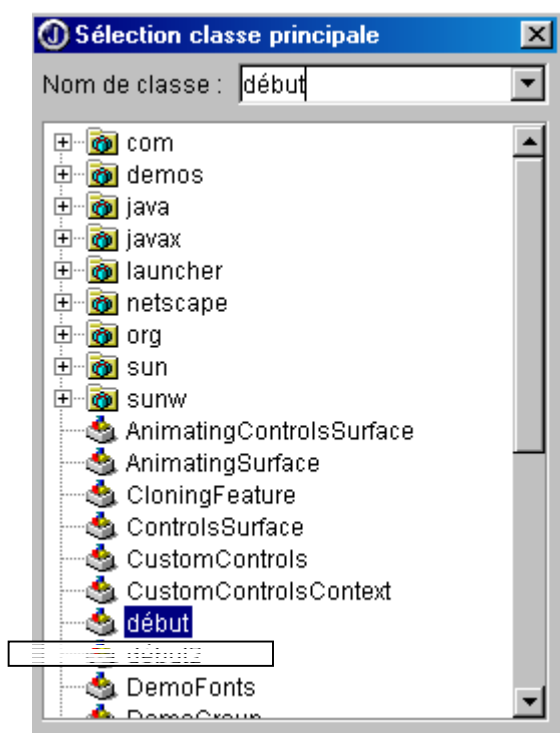 Sélection classe principale
Nom de classe : début
com
demos
java
javax
launcher
netscape
org
sun
sunw
AnimatingControlsSurface
AnimatingSurface
CloningFeature
ControlsSurface
CustomControls
CustomControlsContext
début
DemoFonts